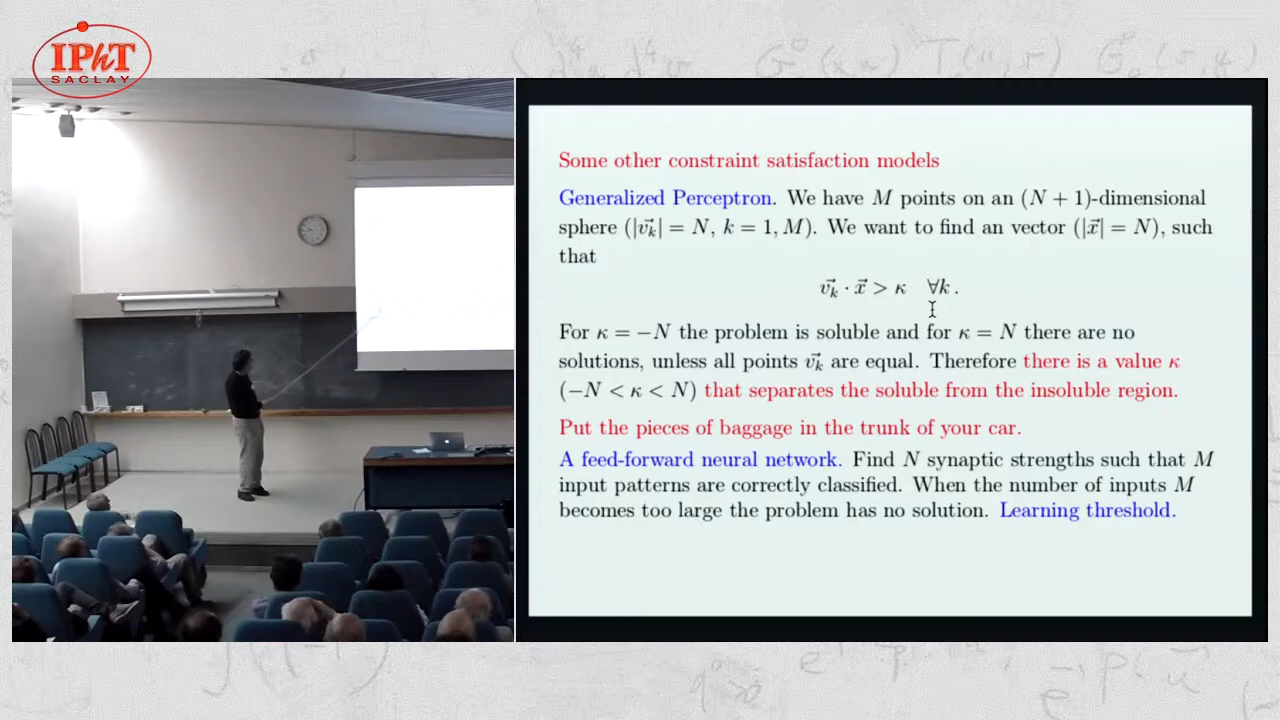 IPhT
SACLAY
Some other constraint satisfaction models
Generalized Perceptron. We have M points on an (N + 1)-dimensional
sphere (|v⃗ₖ| = N, k = 1, M). We want to find an vector (|x⃗| = N), such
that
v⃗ₖ · x⃗ > κ ∀k.
For κ = −N the problem is soluble and for κ = N there are no
solutions, unless all points v⃗ₖ are equal. Therefore there is a value κ
(−N < κ < N) that separates the soluble from the insoluble region.
Put the pieces of baggage in the trunk of your car.
A feed-forward neural network. Find N synaptic strengths such that M
input patterns are correctly classified. When the number of inputs M
becomes too large the problem has no solution. Learning threshold.